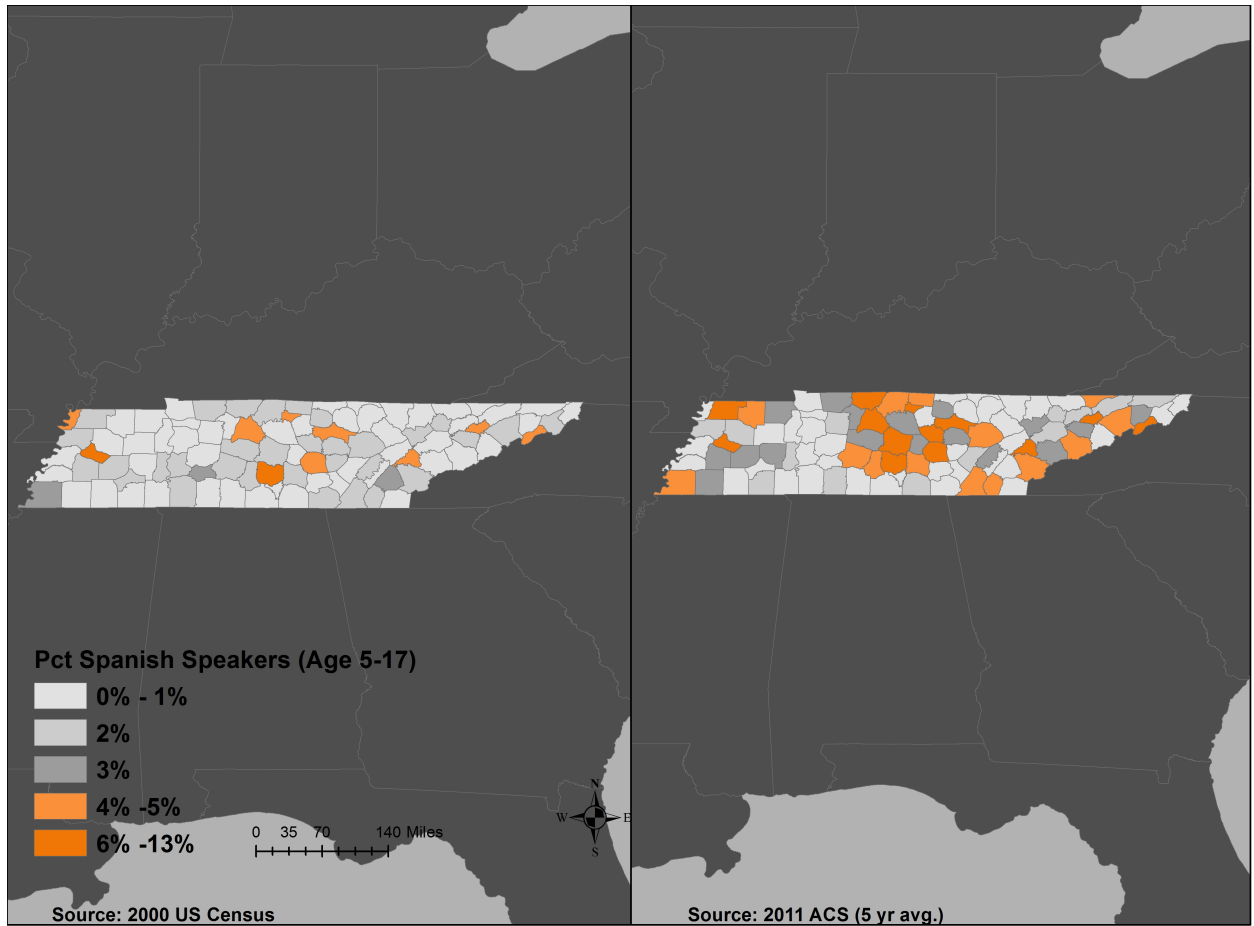 Pct Spanish Speakers (Age 5-17)
0% - 1%
2%
3%
4% -5%
6% -13%
0 35 70 140 Miles
N
W E
S
Source: 2000 US Census
Source: 2011 ACS (5 yr avg.)